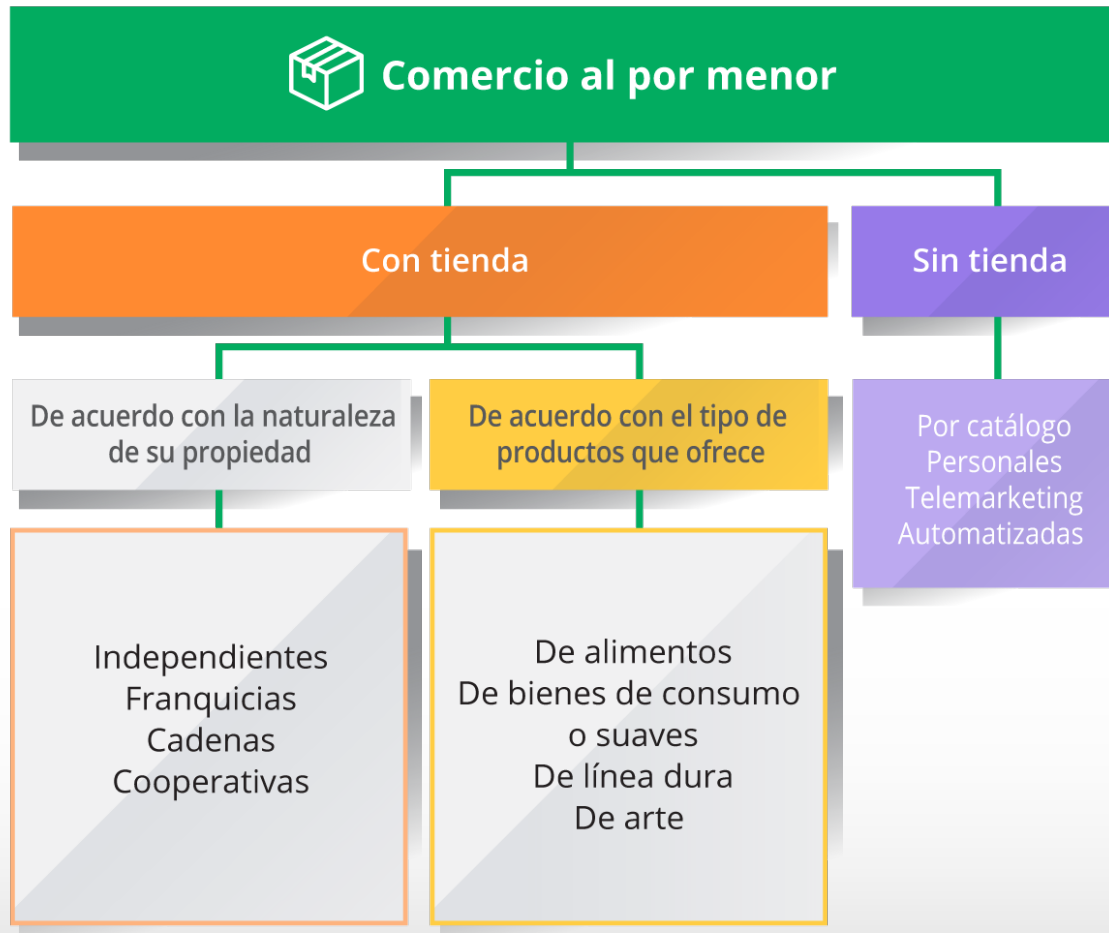 Comercio al por menor
Con tienda
Sin tienda
De acuerdo con la naturaleza
de su propiedad
De acuerdo con el tipo de
productos que ofrece
Por catálogo
Personales
Telemarketing
Automatizadas
Independientes
Franquicias
Cadenas
Cooperativas
De alimentos
De bienes de consumo
o suaves
De línea dura
De arte